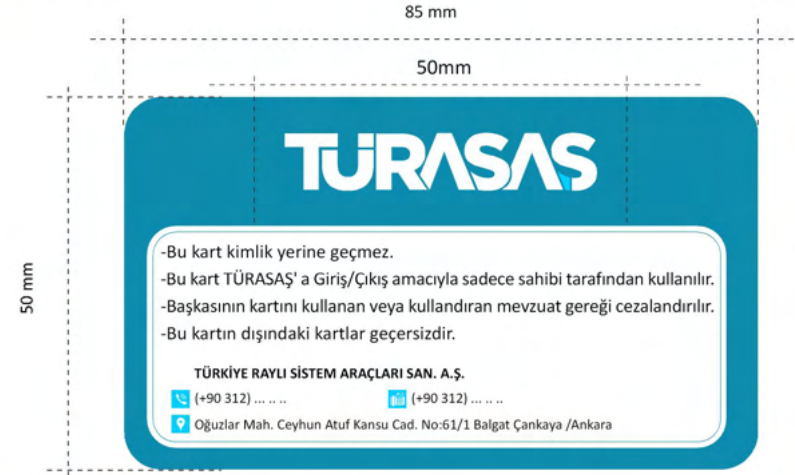 85 mm
50mm
TÜRASAŞ
50 mm
-Bu kart kimlik yerine geçmez.
-Bu kart TÜRASAŞ' a Giriş/Çıkış amacıyla sadece sahibi tarafından kullanılır.
-Başkasının kartını kullanan veya kullandıran mevzuat gereği cezalandırılır.
-Bu kartın dışındaki kartlar geçersizdir.
TÜRKİYE RAYLI SİSTEM ARAÇLARI SAN. A.Ş.
(+90 312) ... .. .. (+90 312) ... .. ..
Oğuzlar Mah. Ceyhun Atuf Kansu Cad. No:61/1 Balgat Çankaya /Ankara